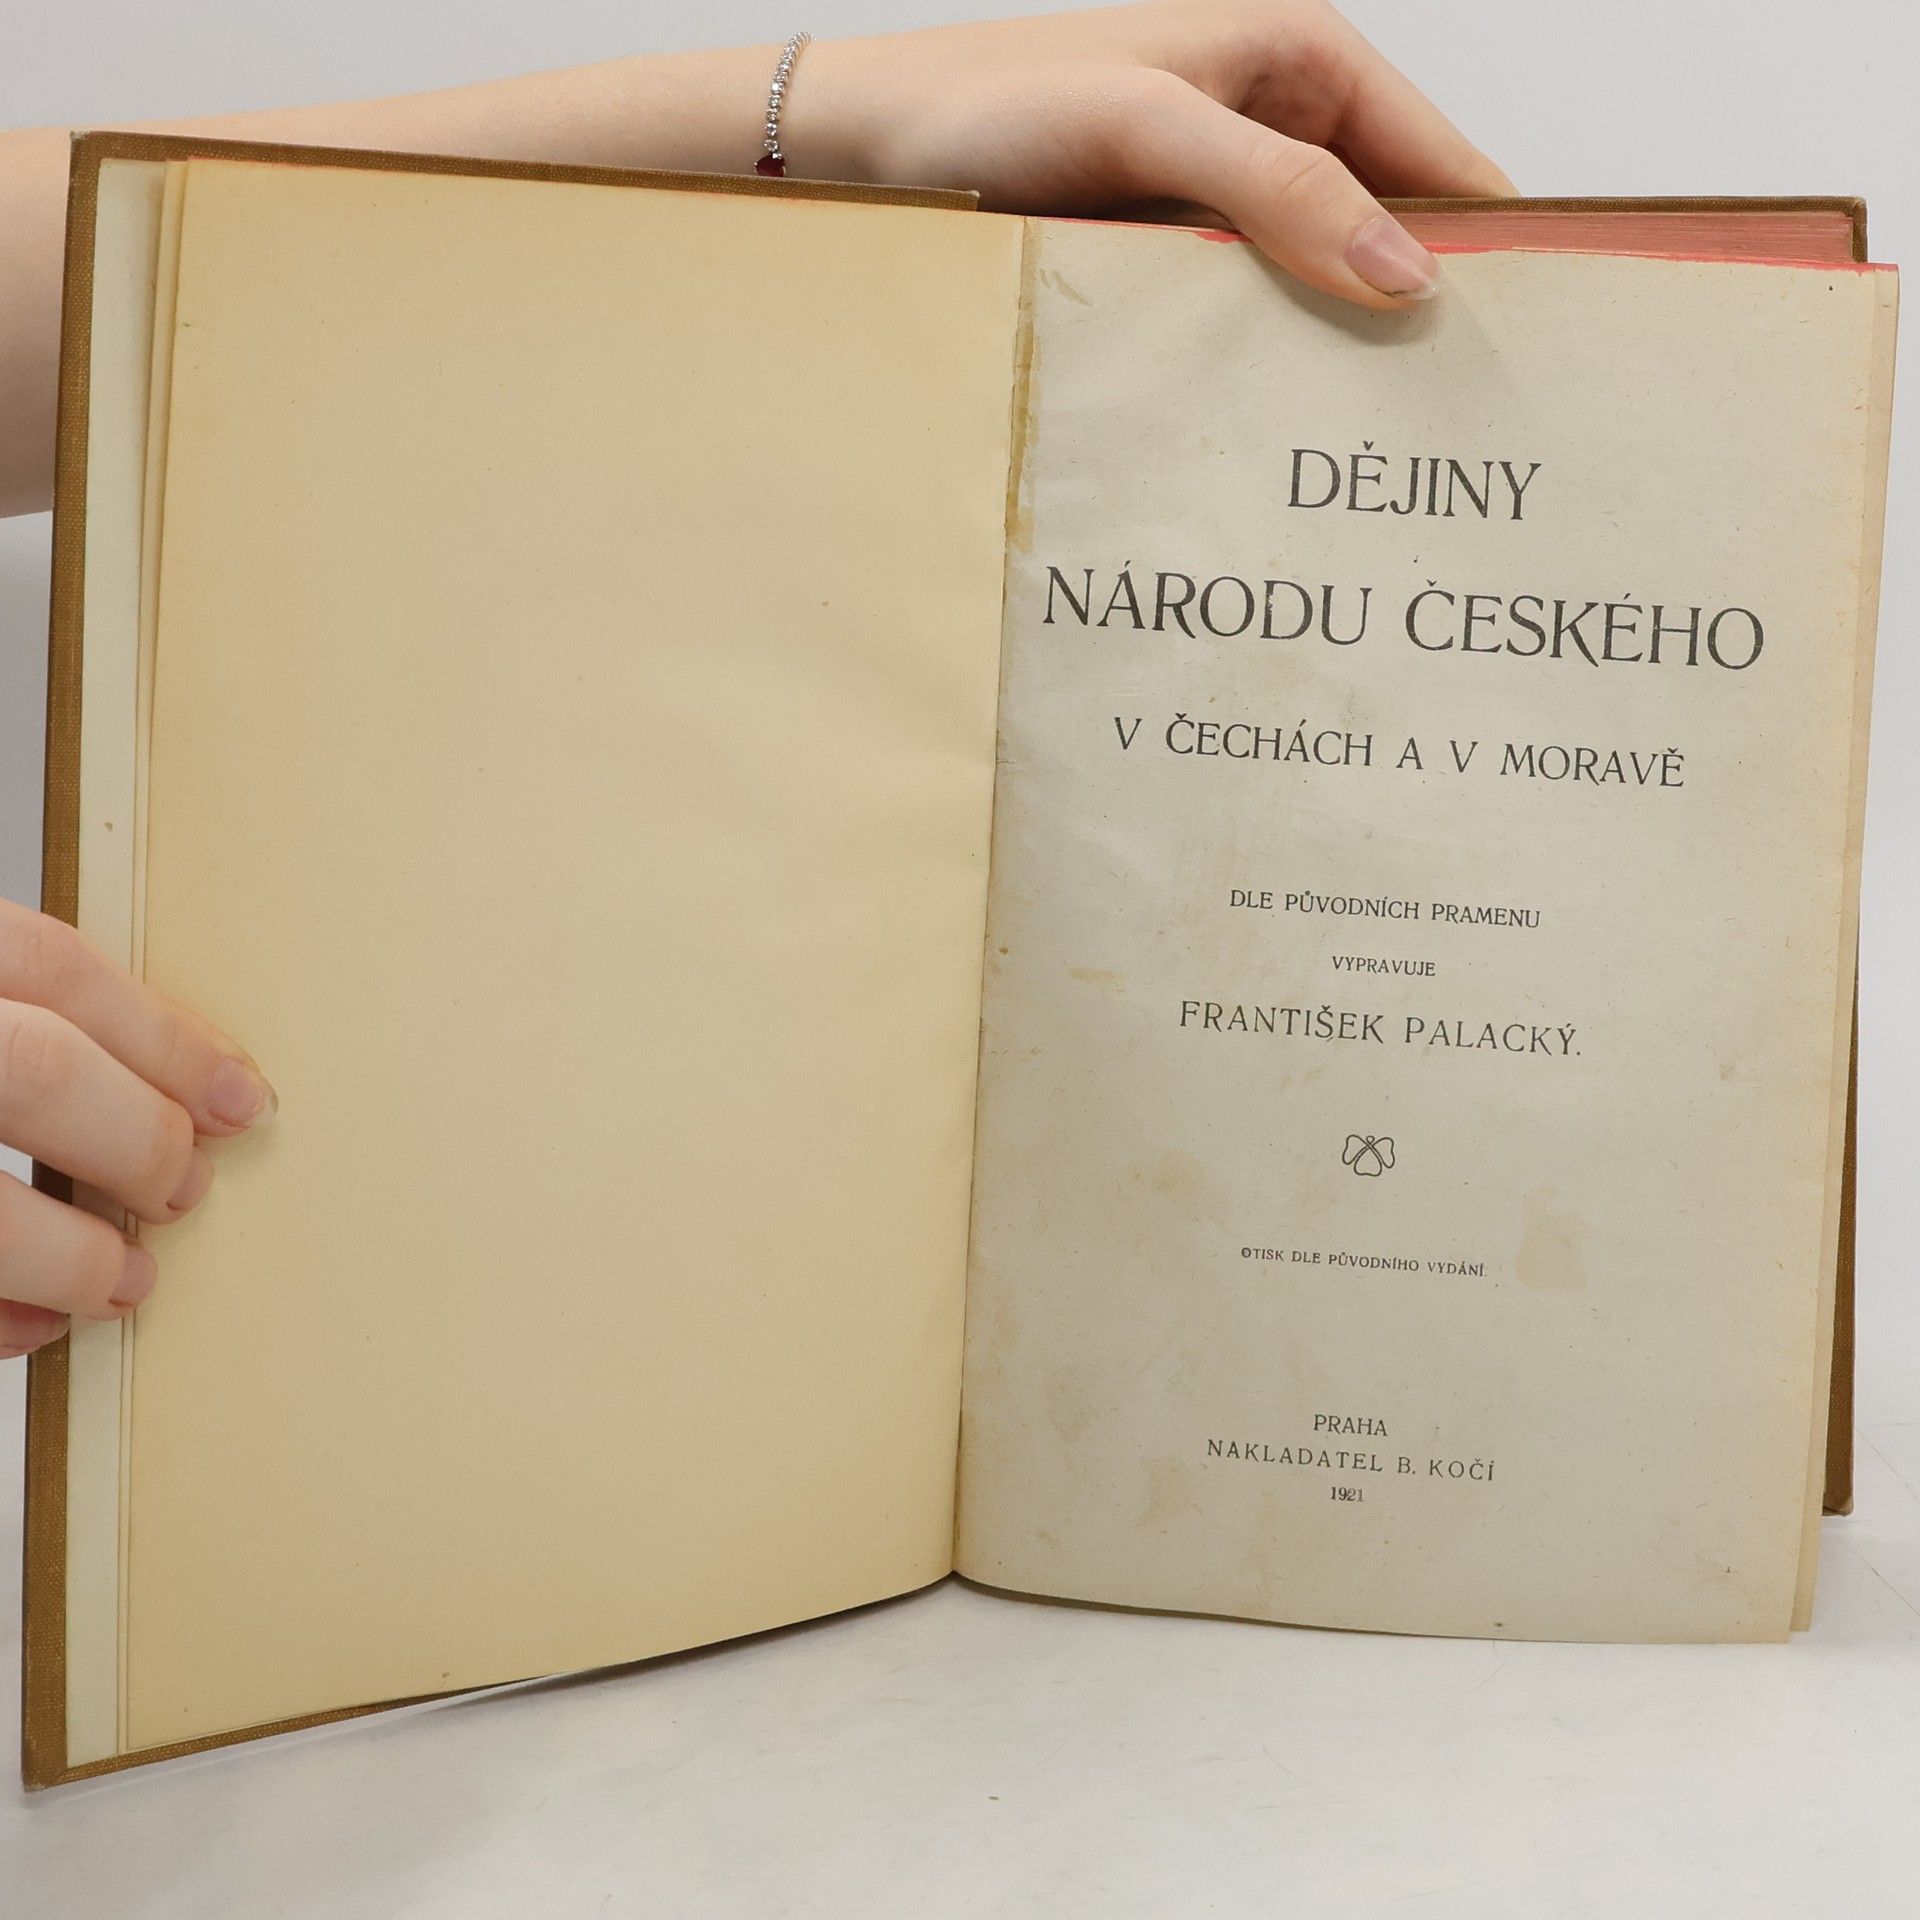 DĚJINY
NÁRODU ČESKÉHO
V ČECHÁCH A V MORAVĚ
DLE PŮVODNÍCH PRAMENU
VYPRAVUJE
FRANTIŠEK PALACKÝ.
OTISK DLE PŮVODNÍHO VYDÁNÍ.
PRAHA
NAKLADATEL B. KOČÍ
1921